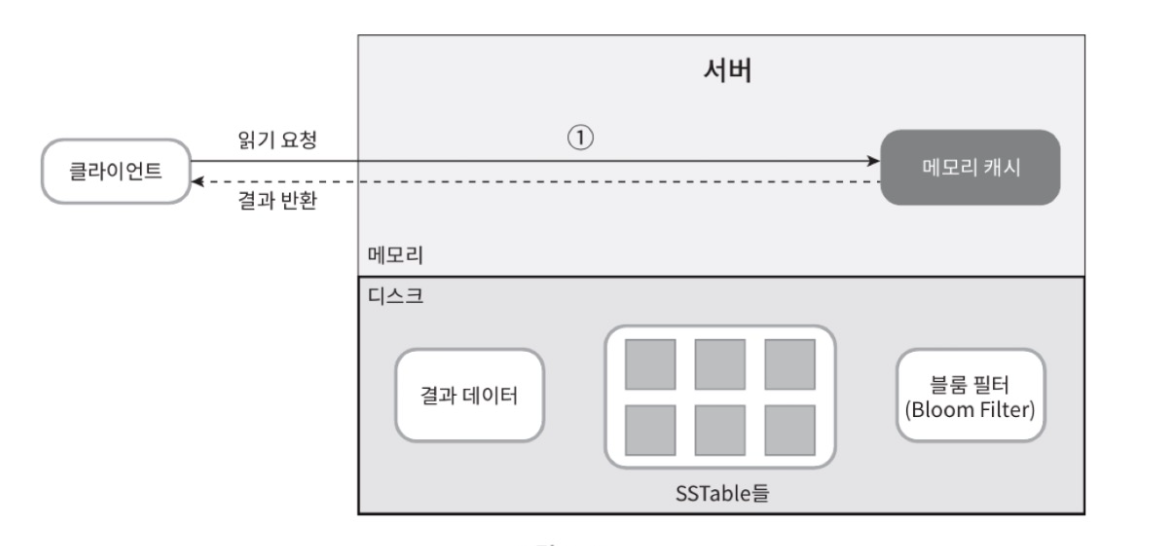 서버
읽기 요청
①
클라이언트
메모리 캐시
결과 반환
메모리
디스크
결과 데이터
블룸 필터
(Bloom Filter)
SSTable들